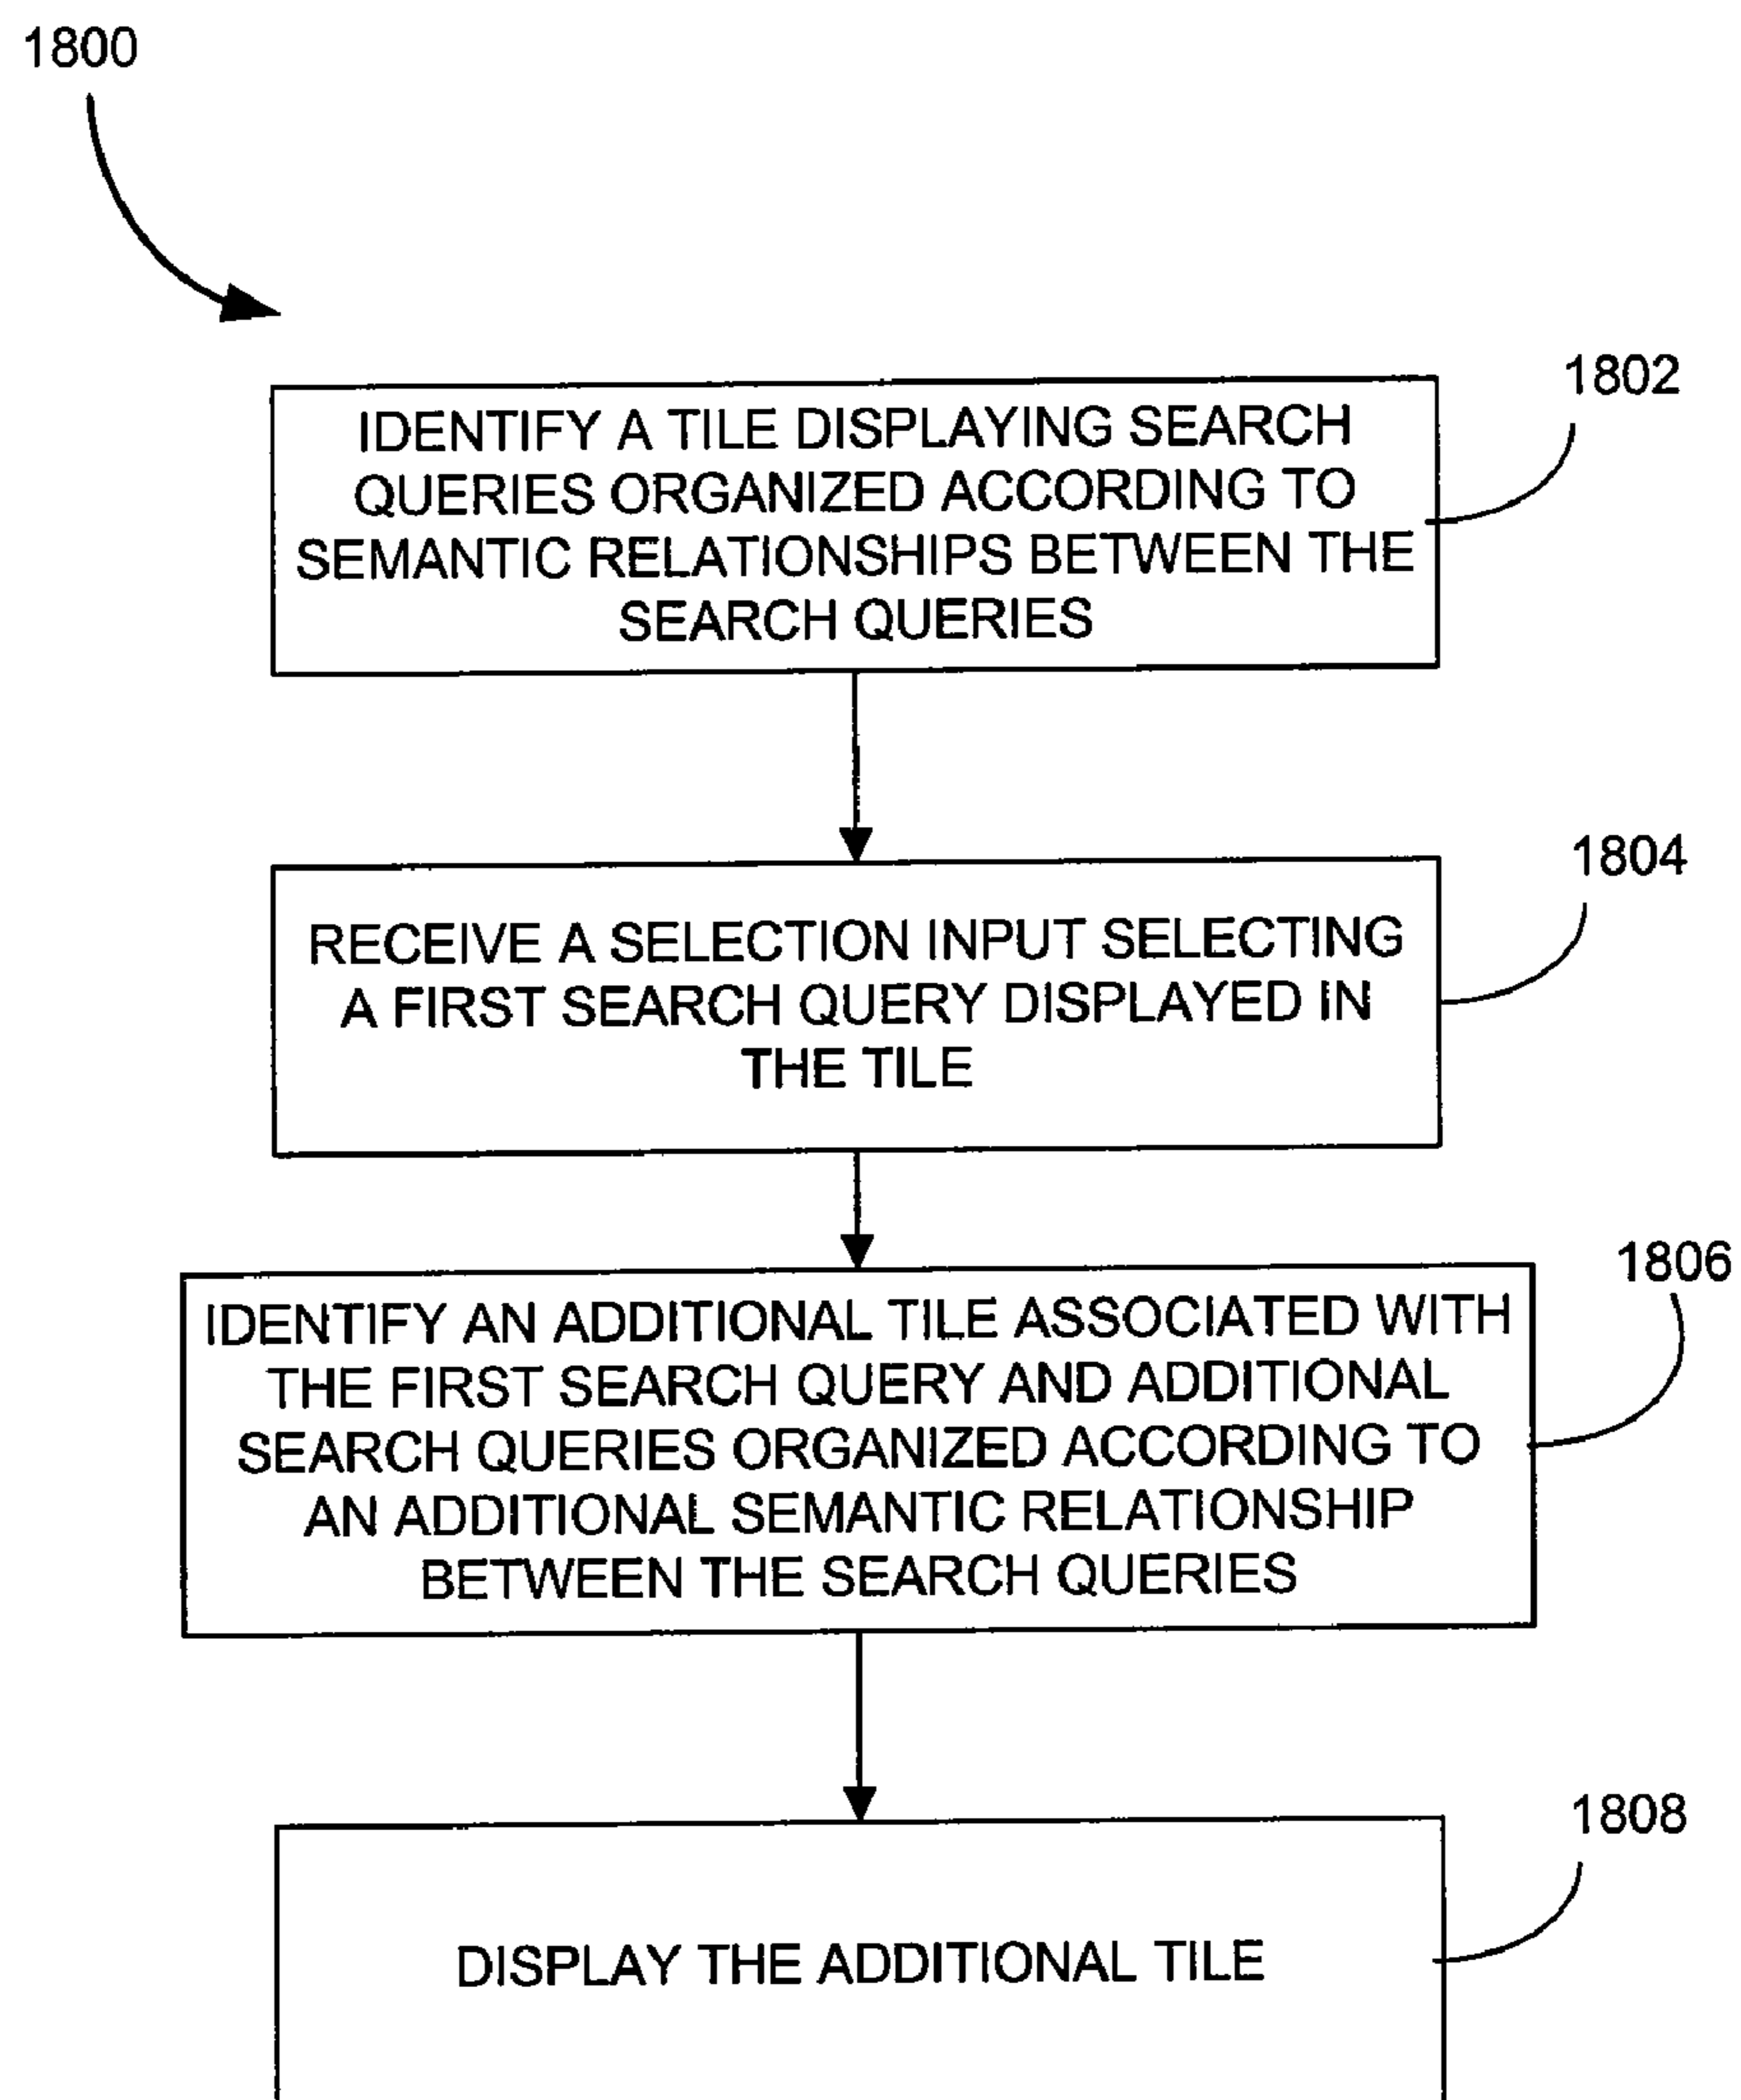 1800
1802
IDENTIFY A TILE DISPLAYING SEARCH
QUERIES ORGANIZED ACCORDING TO
SEMANTIC RELATIONSHIPS BETWEEN THE
SEARCH QUERIES
1804
RECEIVE A SELECTION INPUT SELECTING
A FIRST SEARCH QUERY DISPLAYED IN
THE TILE
1806
IDENTIFY AN ADDITIONAL TILE ASSOCIATED WITH
THE FIRST SEARCH QUERY AND ADDITIONAL
SEARCH QUERIES ORGANIZED ACCORDING TO
AN ADDITIONAL SEMANTIC RELATIONSHIP
BETWEEN THE SEARCH QUERIES
1808
DISPLAY THE ADDITIONAL TILE